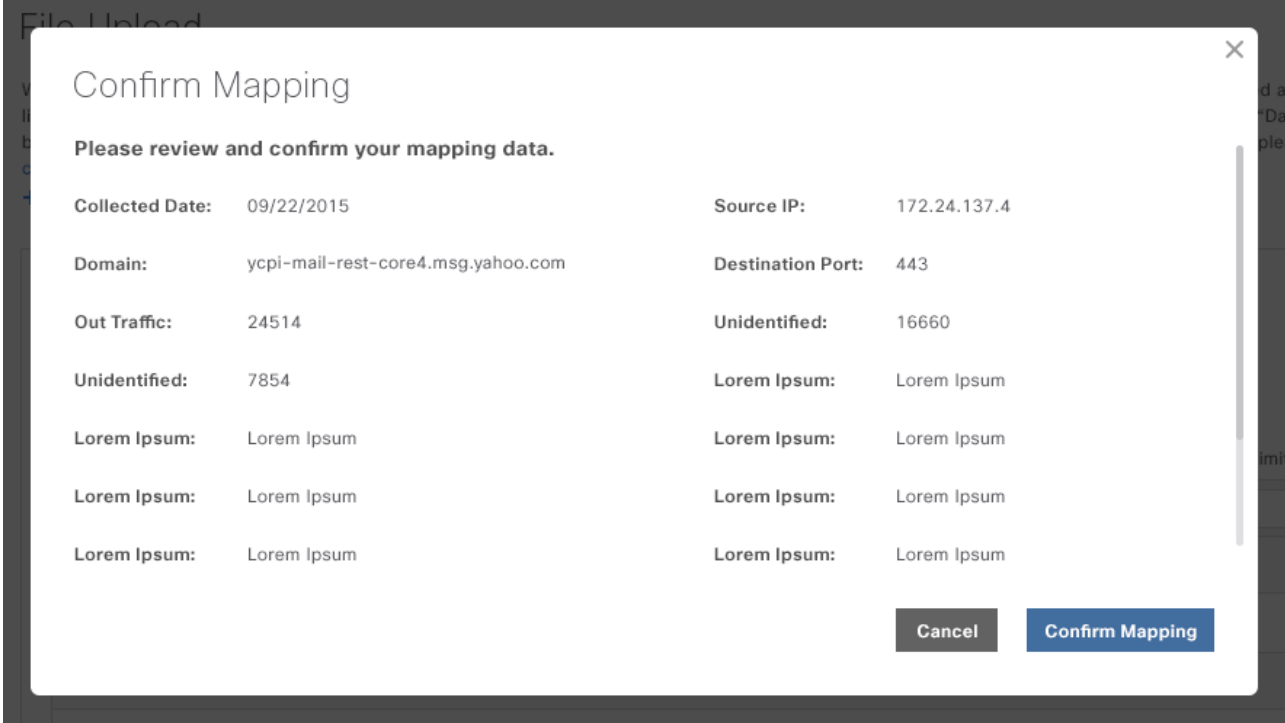 File Upload
Confirm Mapping
Please review and confirm your mapping data.
Collected Date: 09/22/2015 Source IP: 172.24.137.4
Domain: ycpi-mail-rest-core4.msg.yahoo.com Destination Port: 443
Out Traffic: 24514 Unidentified: 16660
Unidentified: 7854 Lorem Ipsum: Lorem Ipsum
Lorem Ipsum: Lorem Ipsum Lorem Ipsum: Lorem Ipsum
Lorem Ipsum: Lorem Ipsum Lorem Ipsum: Lorem Ipsum
Lorem Ipsum: Lorem Ipsum Lorem Ipsum: Lorem Ipsum
Cancel Confirm Mapping